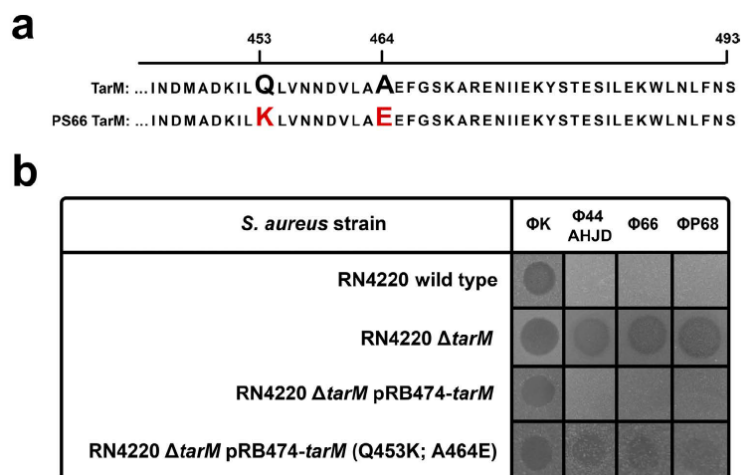 a
453 464 493
TarM: ...INDMADKILQLVNNDVLAAEFGSKARENIIEKYSTESILEKWLNLFNS
PS66 TarM: ...INDMADKILKLVNNDVLAEEFGSKARENIIEKYSTESILEKWLNLFNS
b
S. aureus strain ΦK Φ44 AHJD Φ66 ΦP68
RN4220 wild type
RN4220 ΔtarM
RN4220 ΔtarM pRB474-tarM
RN4220 ΔtarM pRB474-tarM (Q453K; A464E)